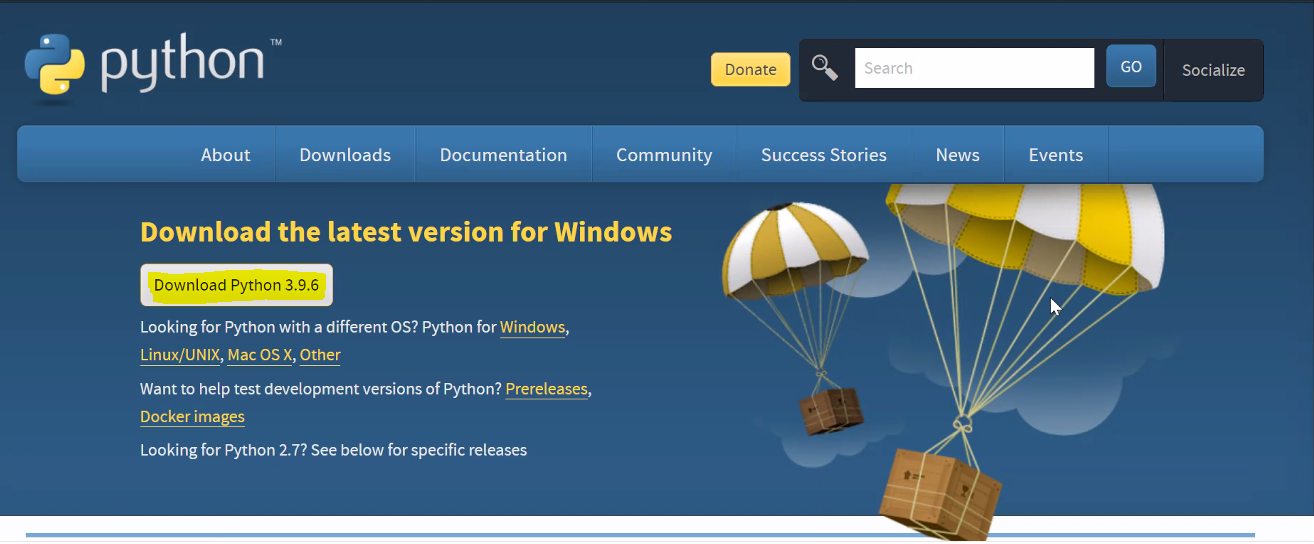 python™
Donate
Search
GO
Socialize
About Downloads Documentation Community Success Stories News Events
Download the latest version for Windows
Download Python 3.9.6
Looking for Python with a different OS? Python for Windows,
Linux/UNIX, Mac OS X, Other
Want to help test development versions of Python? Prereleases,
Docker images
Looking for Python 2.7? See below for specific releases